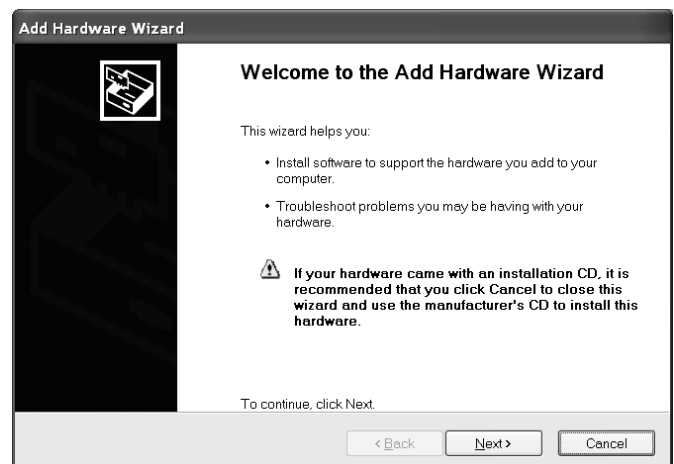 Add Hardware Wizard
Welcome to the Add Hardware Wizard
This wizard helps you:
• Install software to support the hardware you add to your
computer.
• Troubleshoot problems you may be having with your
hardware.
If your hardware came with an installation CD, it is
recommended that you click Cancel to close this
wizard and use the manufacturer's CD to install this
hardware.
To continue, click Next.
< Back Next > Cancel